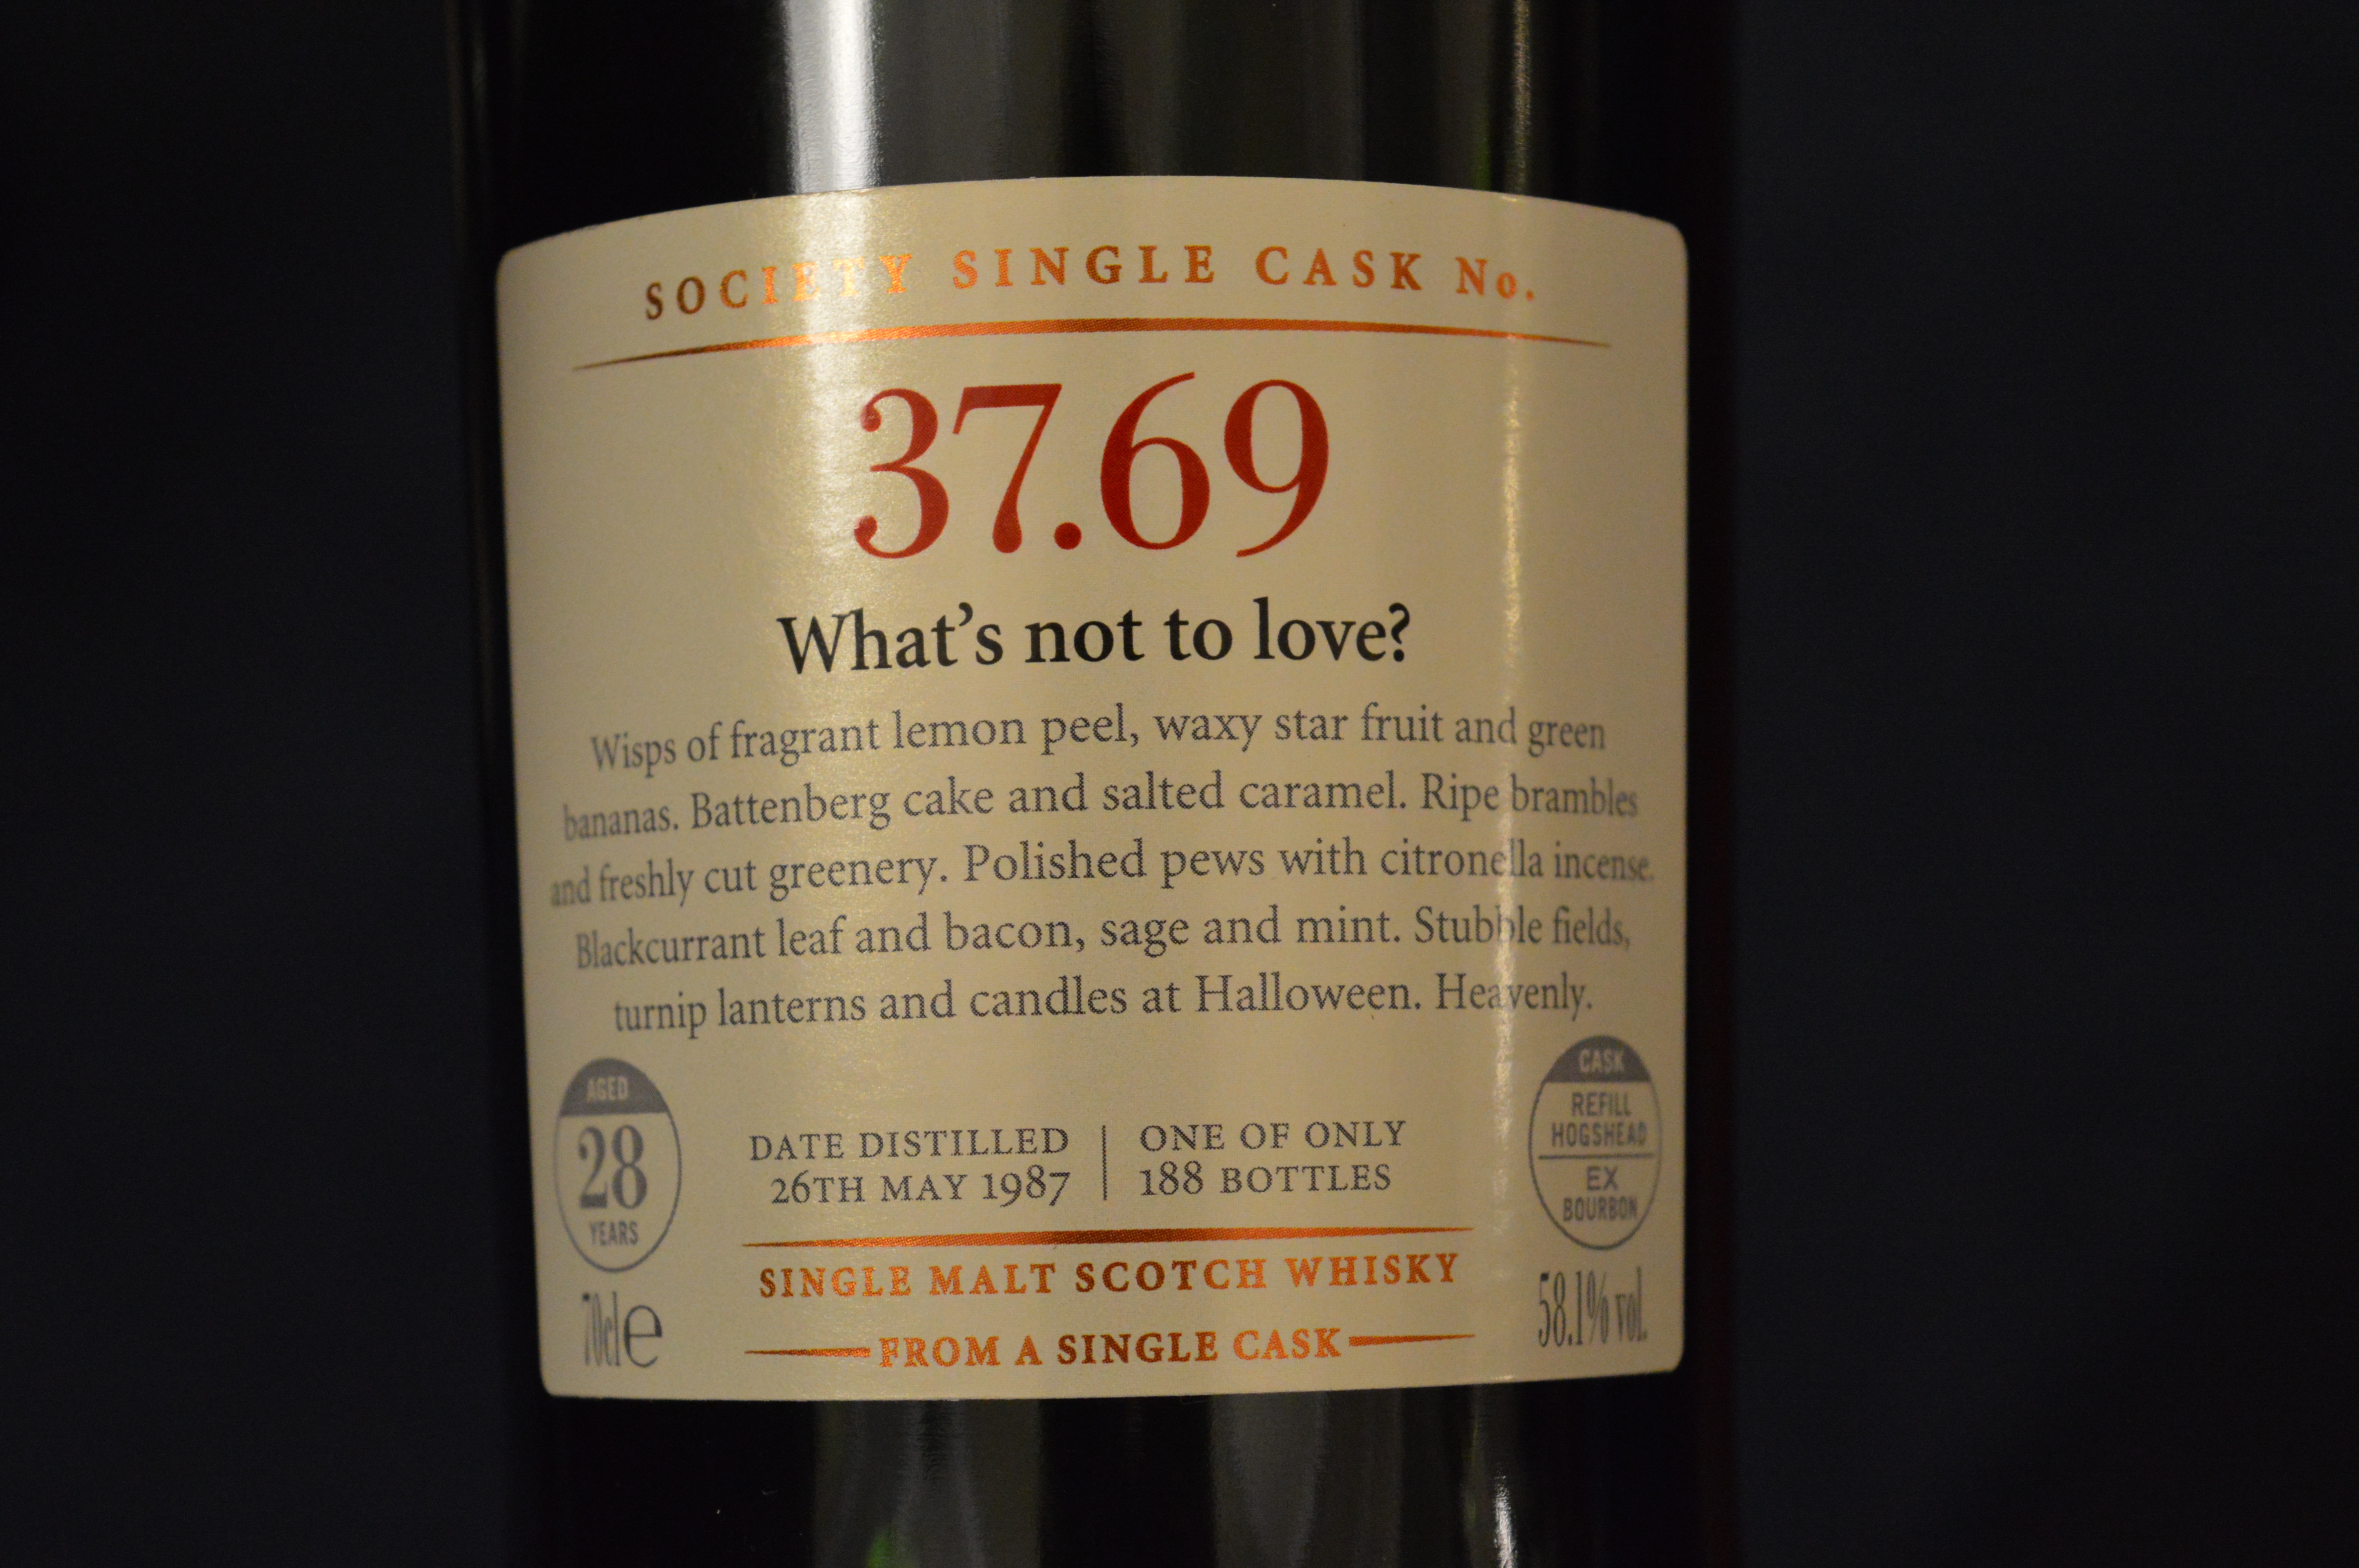 SOCIETY SINGLE CASK No.
37.69
What's not to love?
Wisps of fragrant lemon peel, waxy star fruit and green
bananas. Battenberg cake and salted caramel. Ripe brambles
and freshly cut greenery. Polished pews with citronella incense.
Blackcurrant leaf and bacon, sage and mint. Stubble fields,
turnip lanterns and candles at Halloween. Heavenly.
AGED
28
YEARS
DATE DISTILLED
26TH MAY 1987
ONE OF ONLY
188 BOTTLES
CASK
REFILL
HOGSHEAD
EX
BOURBON
SINGLE MALT SCOTCH WHISKY
FROM A SINGLE CASK
70cl e
58.1% vol.